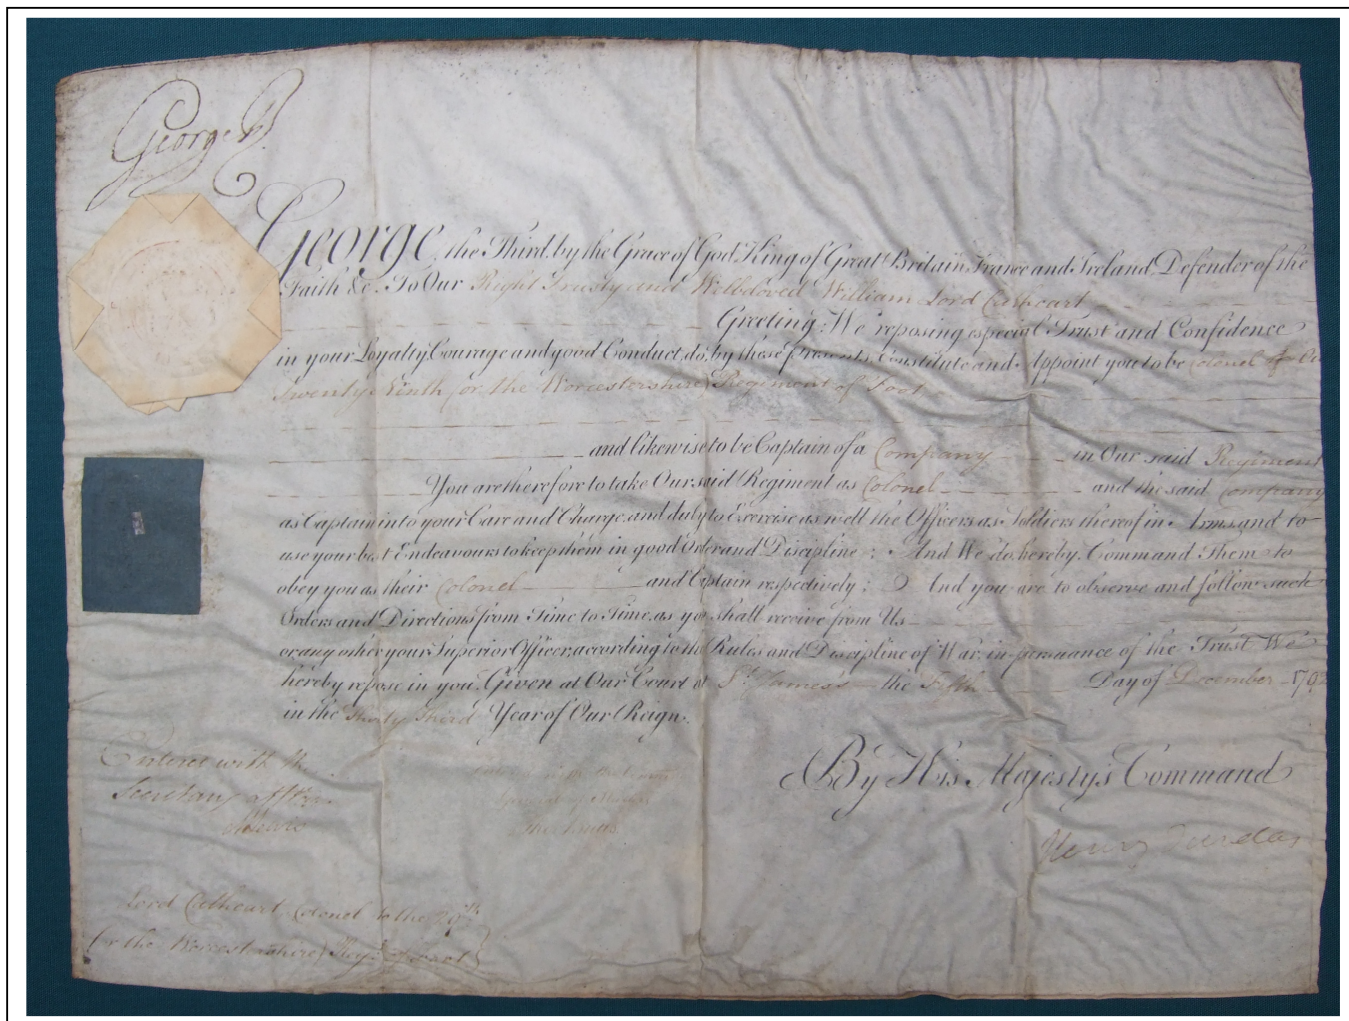 George R.
George the Third by the Grace of God King of Great Britain France and Ireland, Defender of the
Faith &c. To Our Right Trusty and Welbeloved William Lord Cathcart
Greeting: We reposing especial Trust and Confidence
in your Loyalty, Courage and good Conduct, do, by these presents, Constitute and Appoint you to be Colonel of Ou
Twenty Ninth (or the Worcestershire) Regiment of Foot
and likewise to be Captain of a Company in Our said Regiment
You are therefore to take Our said Regiment as Colonel and the said Company
as Captain into your Care and Charge and duly to Exercise as well the Officers as Soldiers thereof in Arms, and to
use your best Endeavours to keep them in good Order and Discipline: And We do hereby Command Them to
obey you as their Colonel and Captain respectively: And you are to observe and follow such
Orders and Directions from Time to Time, as you shall receive from Us
or any other your Superior Officer, according to the Rules and Discipline of War, in pursuance of the Trust We
hereby repose in you. Given at Our Court at St. James's the Fifth Day of December 1792
in the Thirty Third Year of Our Reign.
By His Majesty's Command
Henry Dundas
Entered with the
Secretary
Lord Cathcart, Colonel to the 29th
(or the Worcestershire) Regt. of Foot